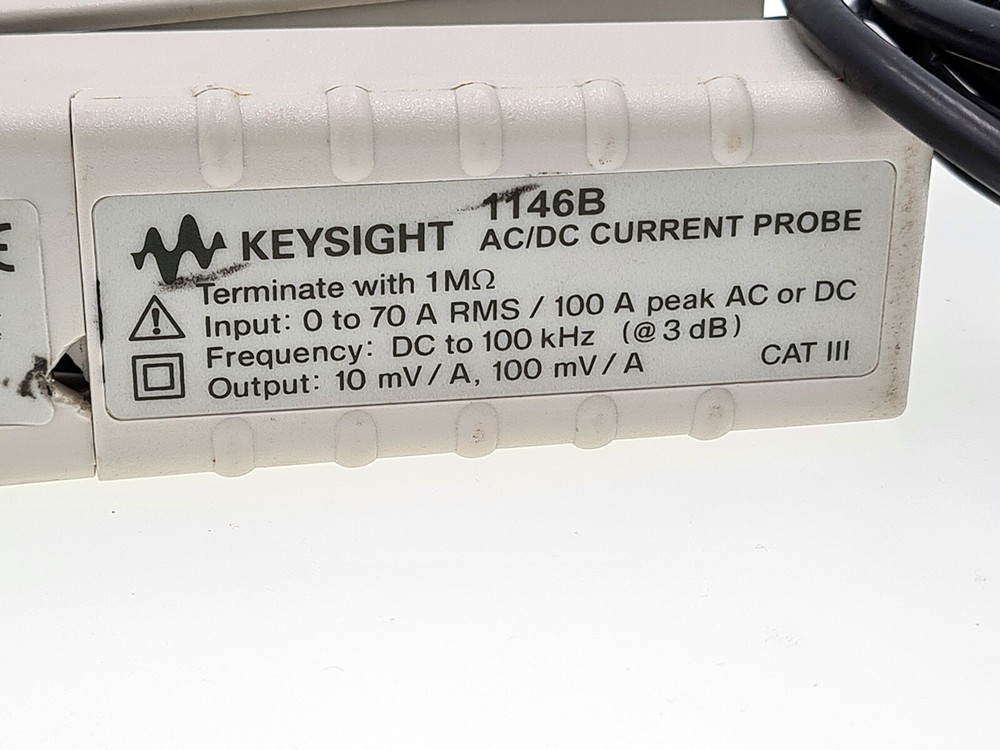 1146B
KEYSIGHT AC/DC CURRENT PROBE
Terminate with 1MΩ
Input: 0 to 70 A RMS / 100 A peak AC or DC
Frequency: DC to 100 kHz (@ 3 dB)
Output: 10 mV/A, 100 mV/A CAT III